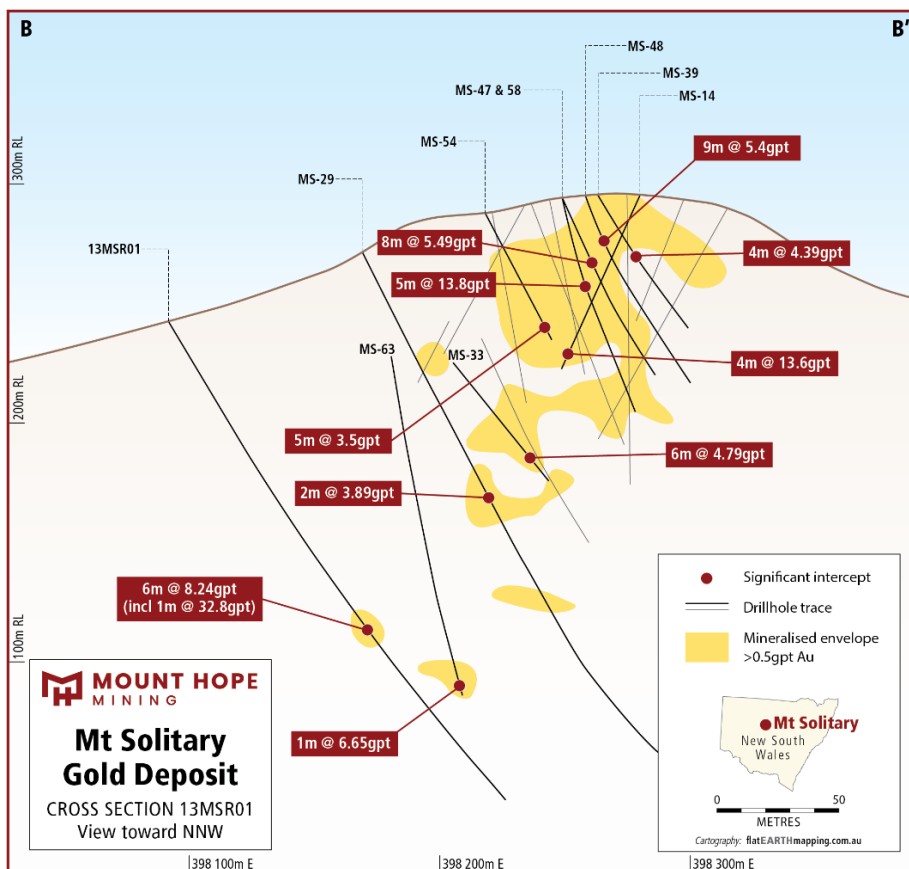 B
B'
MS-48
MS-39
MS-47 & 58
MS-14
MS-54
9m @ 5.4gpt
300m RL
MS-29
8m @ 5.49gpt
13MSR01
4m @ 4.39gpt
5m @ 13.8gpt
MS-63
MS-33
4m @ 13.6gpt
200m RL
5m @ 3.5gpt
6m @ 4.79gpt
2m @ 3.89gpt
6m @ 8.24gpt
(incl 1m @ 32.8gpt)
100m RL
1m @ 6.65gpt
MOUNT HOPE
MINING
Mt Solitary
Gold Deposit
CROSS SECTION 13MSR01
View toward NNW
Significant intercept
Drillhole trace
Mineralised envelope
>0.5gpt Au
Mt Solitary
New South
Wales
0 50
METRES
Cartography: flatEARTHmapping.com.au
398 100m E
398 200m E
398 300m E